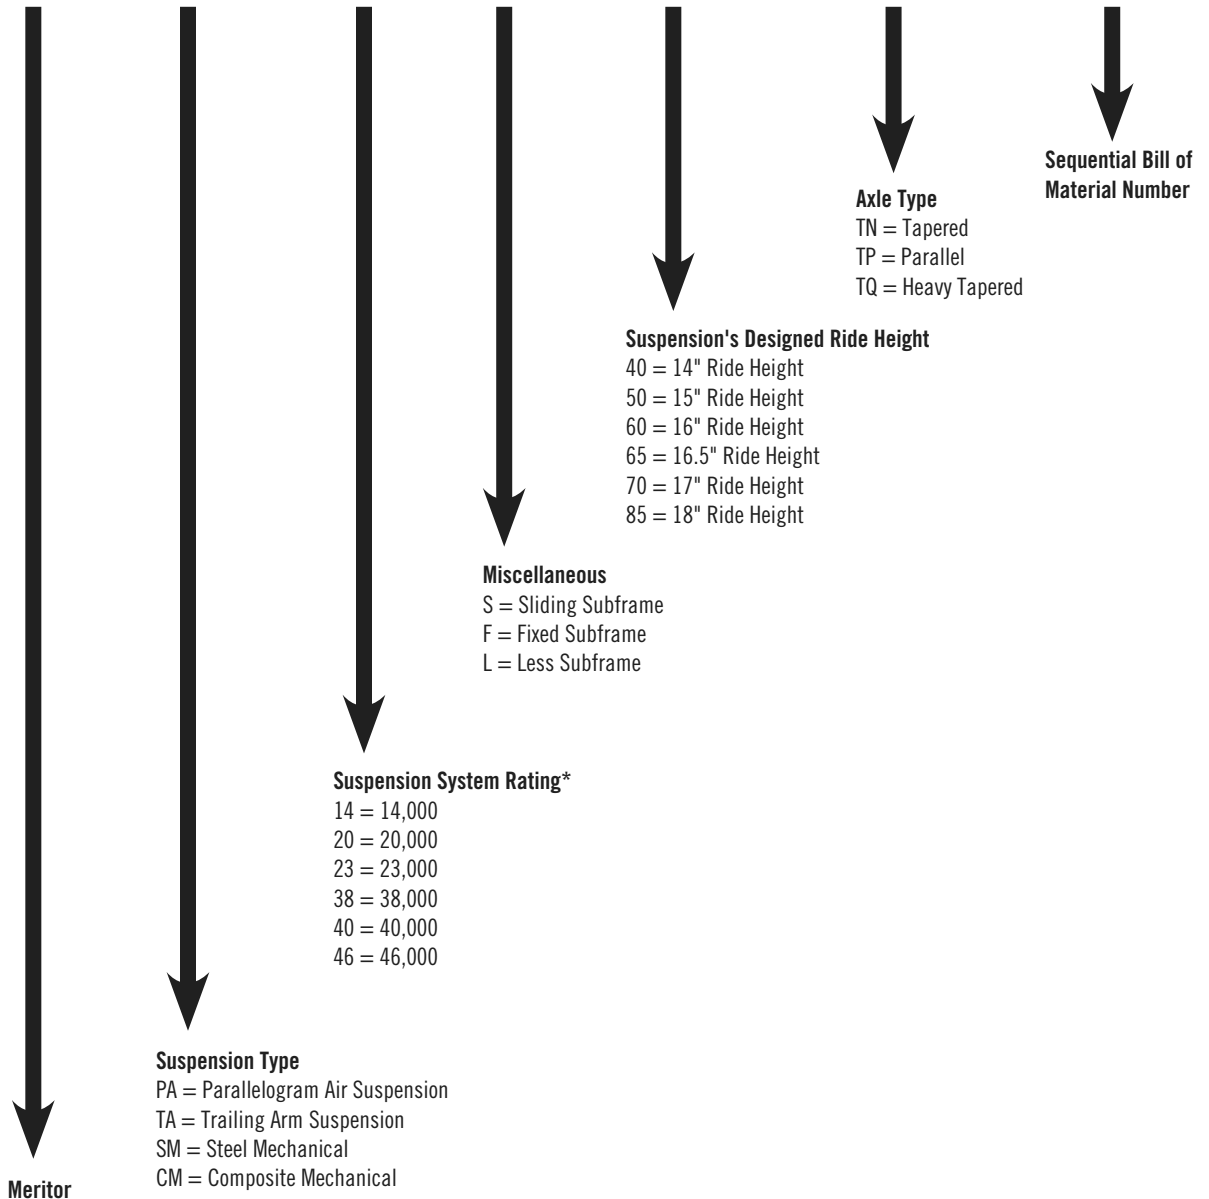 Sequential Bill of
Material Number
Axle Type
TN = Tapered
TP = Parallel
TQ = Heavy Tapered
Suspension's Designed Ride Height
40 = 14" Ride Height
50 = 15" Ride Height
60 = 16" Ride Height
65 = 16.5" Ride Height
70 = 17" Ride Height
85 = 18" Ride Height
Miscellaneous
S = Sliding Subframe
F = Fixed Subframe
L = Less Subframe
Suspension System Rating*
14 = 14,000
20 = 20,000
23 = 23,000
38 = 38,000
40 = 40,000
46 = 46,000
Suspension Type
PA = Parallelogram Air Suspension
TA = Trailing Arm Suspension
SM = Steel Mechanical
CM = Composite Mechanical
Meritor